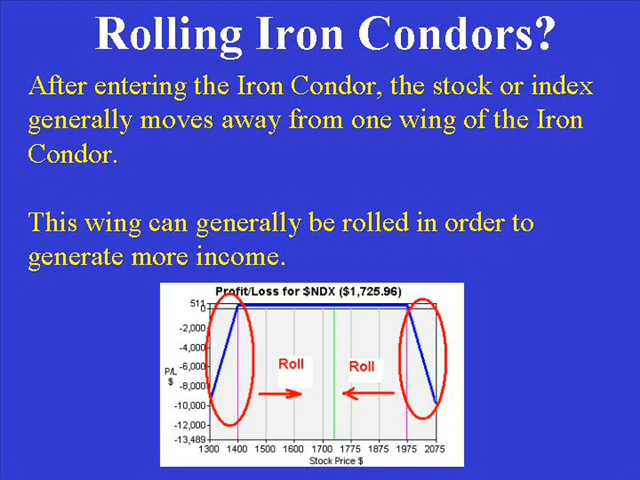 Rolling Iron Condors?
After entering the Iron Condor, the stock or index
generally moves away from one wing of the Iron
Condor.
This wing can generally be rolled in order to
generate more income.
Profit/Loss for $NDX ($1,725.96)
511
0
-2,000
-4,000
-6,000
-8,000
-10,000
-12,000
-13,489
P/L
$
Roll
Roll
1300 1400 1500 1600 1700 1775 1875 1975 2075
Stock Price $